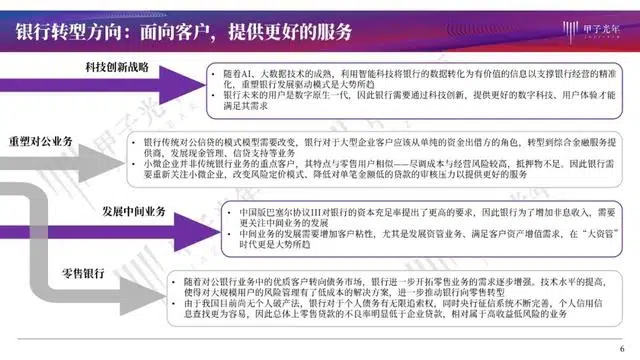 银行转型方向：面向客户，提供更好的服务
甲子光年
科技创新战略
• 随着AI、大数据技术的成熟，利用智能科技将银行的数据转化为有价值的信息以支撑银行经营的精准
化，重塑银行发展驱动模式是大势所趋
• 银行未来的用户是数字原生一代，因此银行需要通过科技创新，提供更好的数字科技、用户体验才能
满足其需求
重塑对公业务
• 银行传统对公信贷的模式模型需要改变，银行对于大型企业客户应该从单纯的资金出借方的角色，转型到综合金融服务提
供商，发展现金管理、信贷支持等业务
• 小微企业并非传统银行业务的重点客户，其特点与零售用户相似——尽调成本与经营风险较高，抵押物不足。因此银行需
要重新关注小微企业，改变风险定价模式、降低对单笔金额低的贷款的审核压力以提供更好的服务
发展中间业务
• 中国版巴塞尔协议III对银行的资本充足率提出了更高的要求，因此银行为了增加非息收入，需要
更关注中间业务的发展
• 中间业务的发展需要增加客户粘性，尤其是发展资管业务、满足客户资产增值需求，在“大资管”
时代更是大势所趋
零售银行
• 随着对公银行业务中的优质客户转向债务市场，银行进一步开拓零售业务的需求逐步增强。技术水平的提高，
使得对大规模用户的风险管理有了低成本的解决方案，进一步推动银行向零售转型
• 由于我国目前尚无个人破产法，银行对于个人债务有无限追索权，同时央行征信系统不断完善，个人信用信
息查找更为容易，因此总体上零售贷款的不良率明显低于企业贷款，相对属于高收益低风险的业务
6